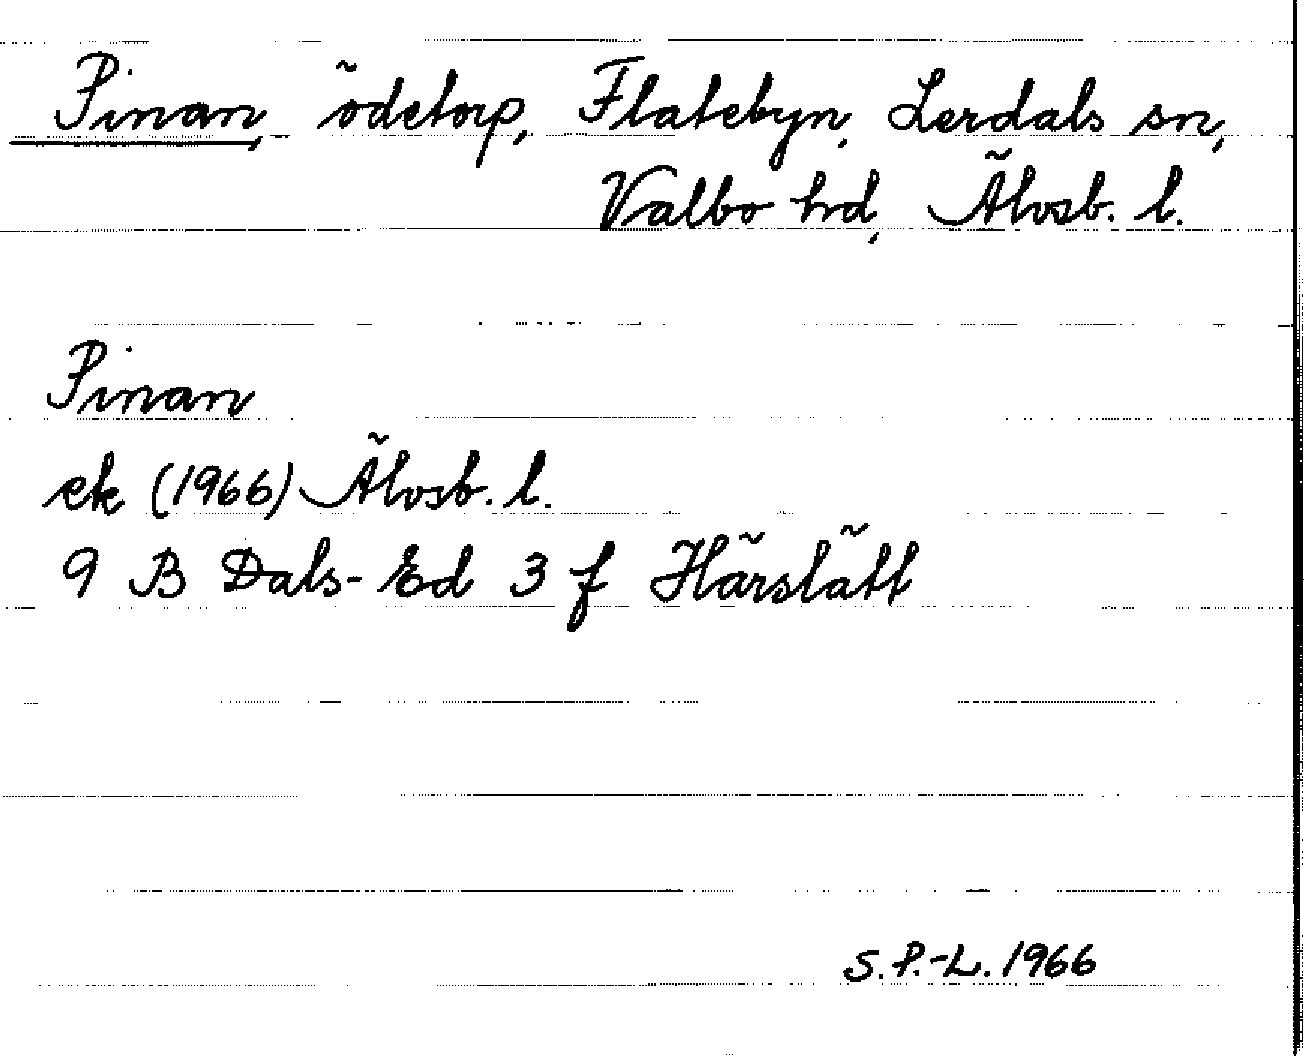 Pinan, ödetorp, Flatebyn, Lerdals sn,
Valbo hd, Älvsb. l.
Pinan
ek (1966) Älvsb. l.
9 B Dals-Ed 3 f Härslätt
S.P.-L. 1966